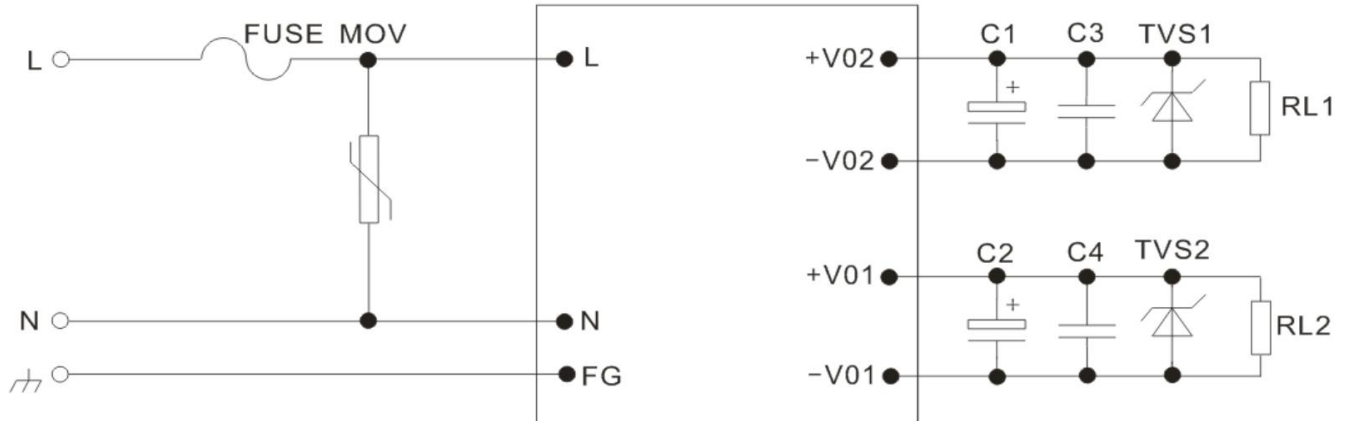 FUSE MOV
L
L
N
N
FG
+V02
−V02
+V01
−V01
C1
C3
TVS1
+
RL1
C2
C4
TVS2
+
RL2